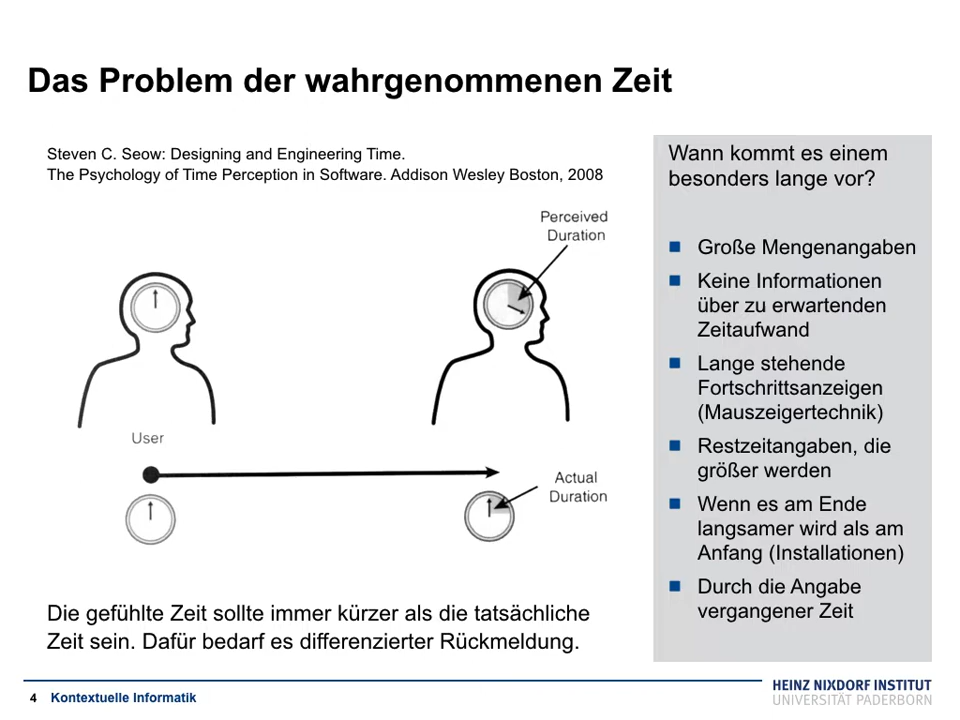 Das Problem der wahrgenommenen Zeit
Steven C. Seow: Designing and Engineering Time.
The Psychology of Time Perception in Software. Addison Wesley Boston, 2008
Perceived
Duration
User
Actual
Duration
Die gefühlte Zeit sollte immer kürzer als die tatsächliche
Zeit sein. Dafür bedarf es differenzierter Rückmeldung.
Wann kommt es einem
besonders lange vor?
Große Mengenangaben
Keine Informationen
über zu erwartenden
Zeitaufwand
Lange stehende
Fortschrittsanzeigen
(Mauszeigertechnik)
Restzeitangaben, die
größer werden
Wenn es am Ende
langsamer wird als am
Anfang (Installationen)
Durch die Angabe
vergangener Zeit
4 Kontextuelle Informatik
HEINZ NIXDORF INSTITUT
UNIVERSITÄT PADERBORN